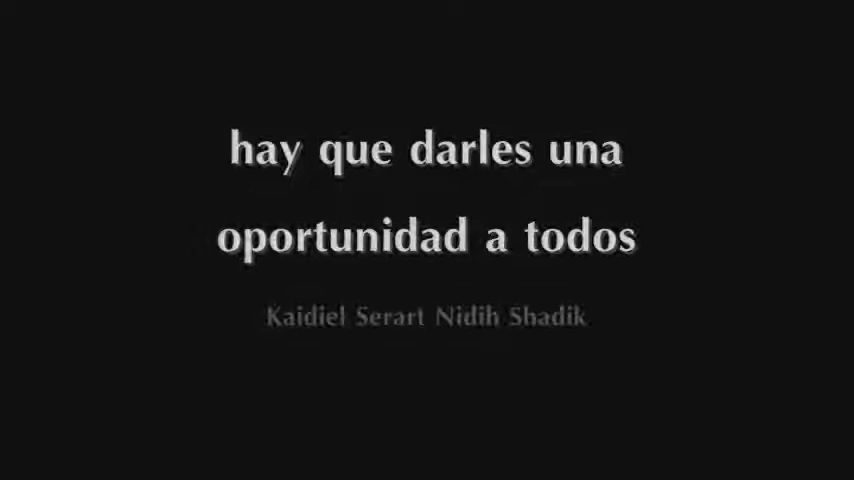 hay que darles una
oportunidad a todos
Kaidiel Serart Nidih Shadik